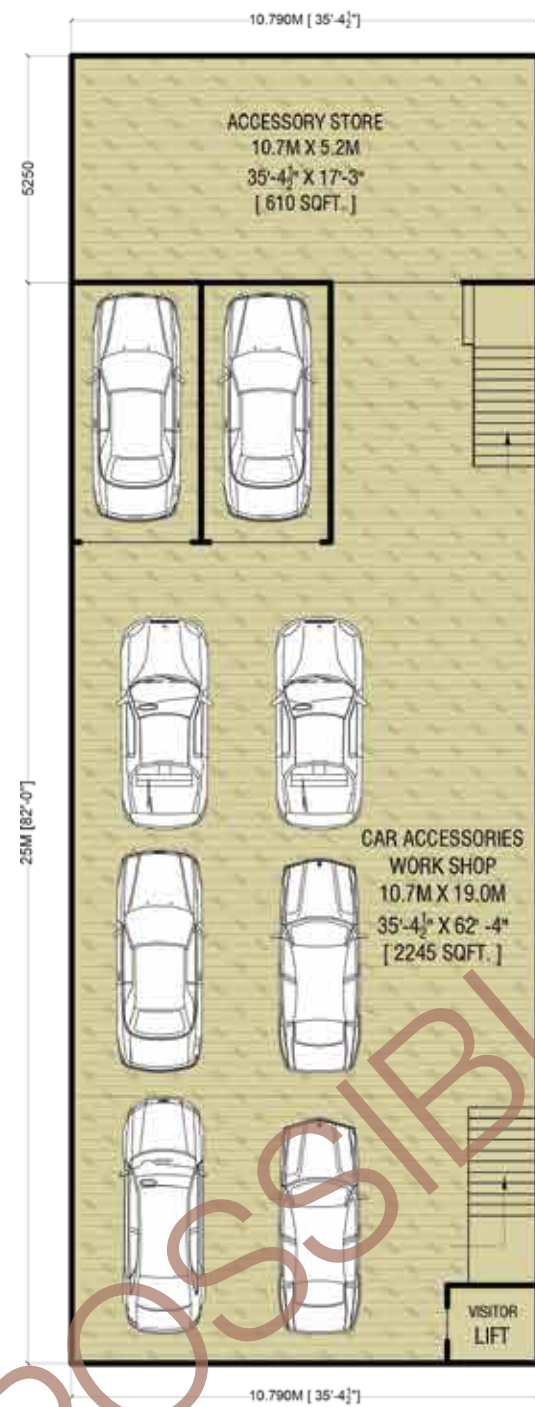 10.790M [ 35'-4½"]
5250
ACCESSORY STORE
10.7M X 5.2M
35'-4½" X 17'-3"
[ 610 SQFT. ]
25M [82'-0"]
CAR ACCESSORIES
WORK SHOP
10.7M X 19.0M
35'-4½" X 62' -4"
[ 2245 SQFT. ]
VISITOR
LIFT
10.790M [ 35'-4½"]
OSSIBL